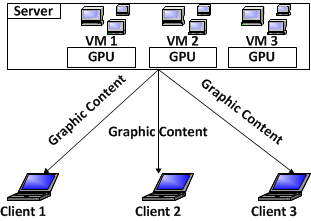 Server
VM 1 VM 2 VM 3
GPU GPU GPU
Graphic Content
Graphic Content
Graphic Content
Client 1 Client 2 Client 3